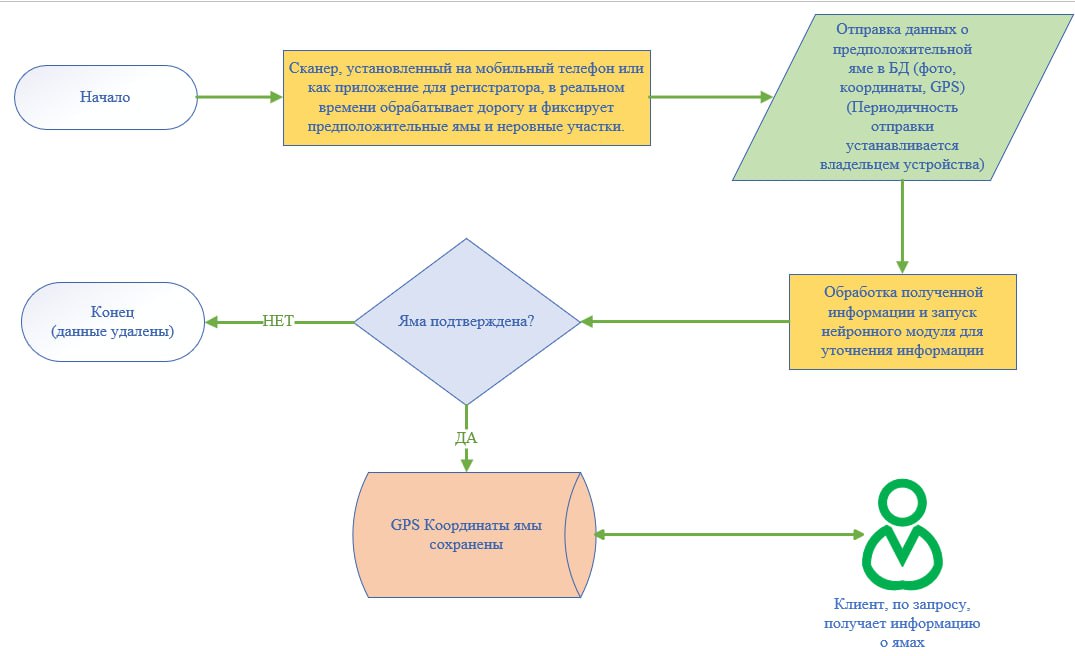 Начало
Сканер, установленный на мобильный телефон или
как приложение для регистратора, в реальном
времени обрабатывает дорогу и фиксирует
предположительные ямы и неровные участки.
Отправка данных о
предположительной
яме в БД (фото,
координаты, GPS)
(Периодичность
отправки
устанавливается
владельцем устройства)
Обработка полученной
информации и запуск
нейронного модуля для
уточнения информации
Яма подтверждена?
НЕТ
Конец
(данные удалены)
ДА
GPS Координаты ямы
сохранены
Клиент, по запросу,
получает информацию
о ямах